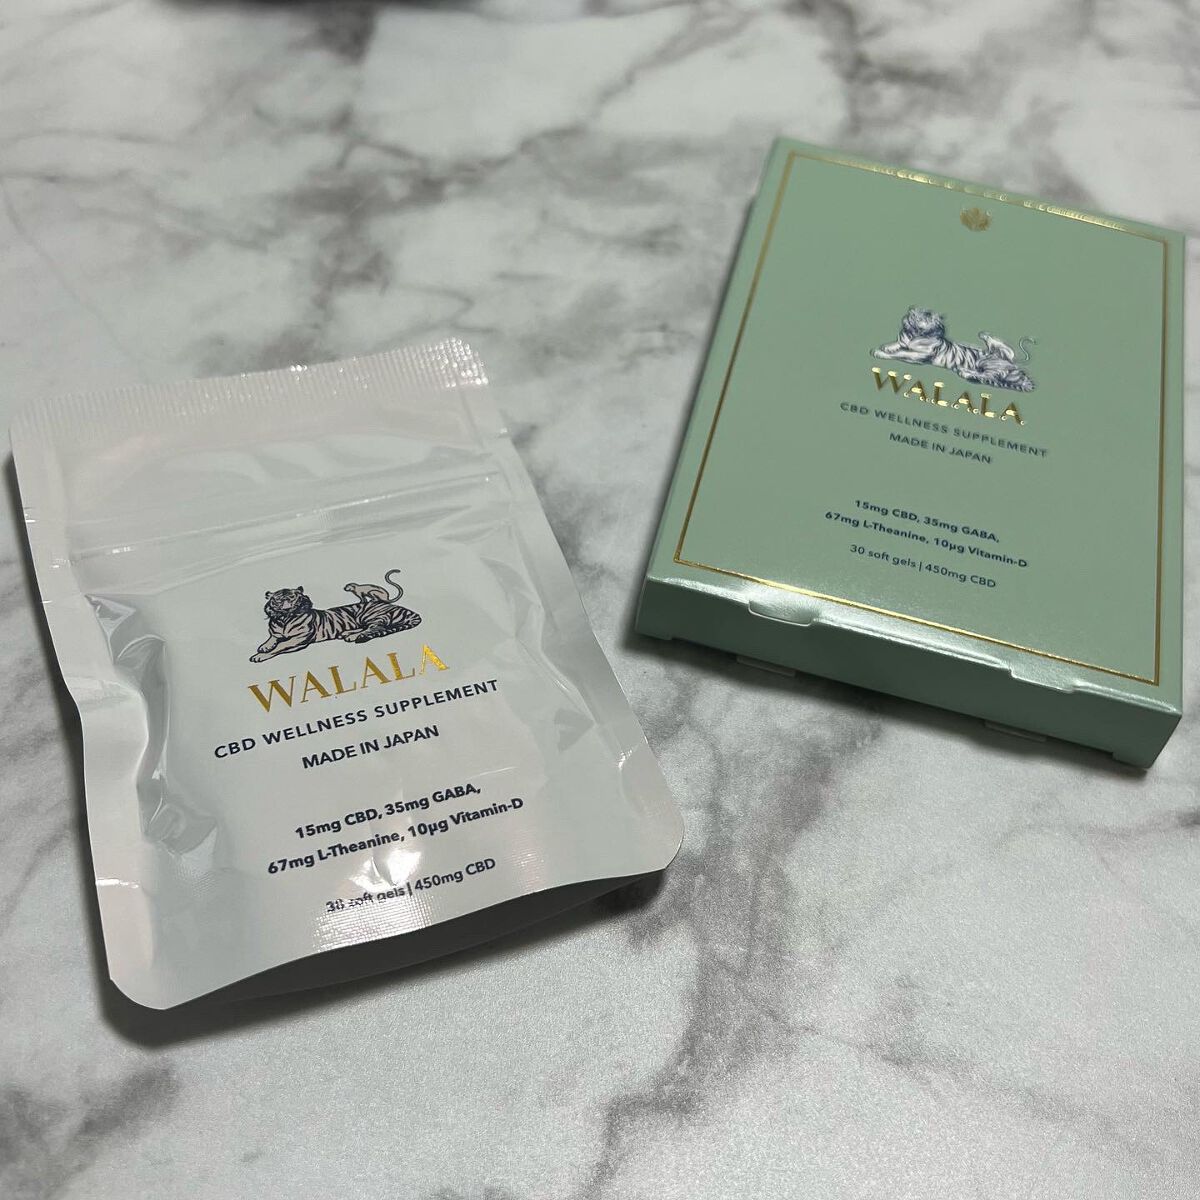 WALALA
CBD WELLNESS SUPPLEMENT
MADE IN JAPAN
15mg CBD, 35mg GABA,
67mg L-Theanine, 10μg Vitamin-D
30 soft gels | 450mg CBD
WALALA
CBD WELLNESS SUPPLEMENT
MADE IN JAPAN
15mg CBD, 35mg GABA,
67mg L-Theanine, 10μg Vitamin-D
30 soft gels | 450mg CBD